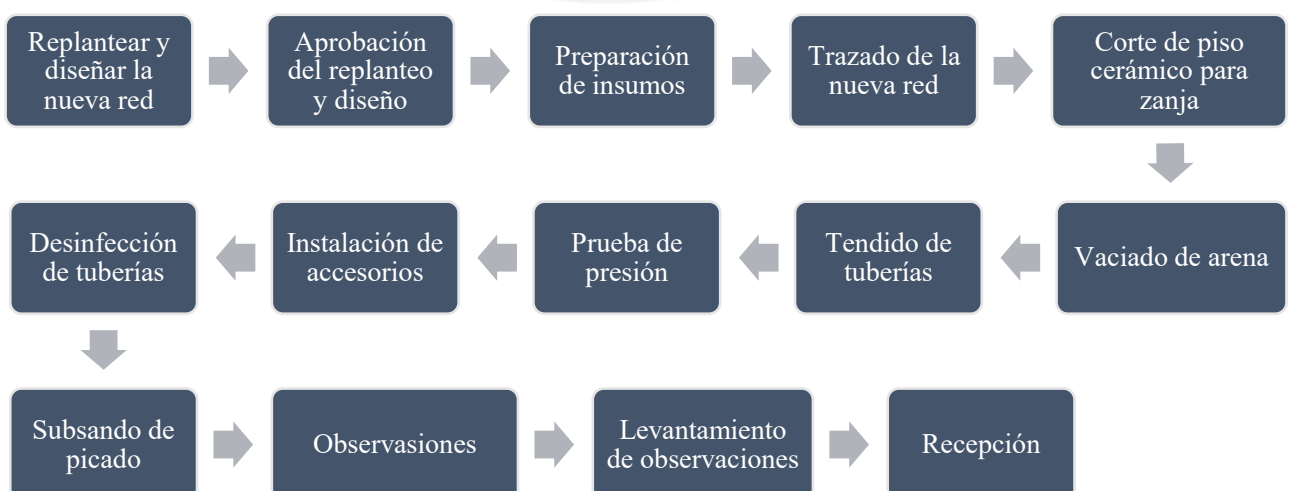 Replantear y
diseñar la
nueva red
Aprobación
del replanteo
y diseño
Preparación
de insumos
Trazado de la
nueva red
Corte de piso
cerámico para
zanja
Vaciado de arena
Tendido de
tuberías
Prueba de
presión
Instalación de
accesorios
Desinfección
de tuberías
Subsando de
picado
Observasiones
Levantamiento
de observaciones
Recepción